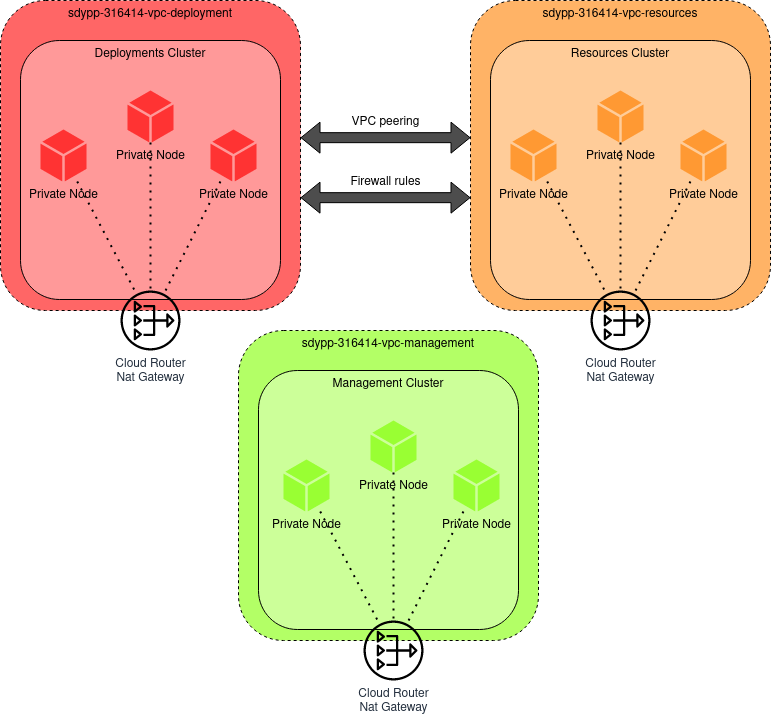 sdypp-316414-vpc-deployment
Deployments Cluster
Private Node
Private Node
Private Node
Cloud Router
Nat Gateway
VPC peering
Firewall rules
sdypp-316414-vpc-resources
Resources Cluster
Private Node
Private Node
Private Node
Cloud Router
Nat Gateway
sdypp-316414-vpc-management
Management Cluster
Private Node
Private Node
Private Node
Cloud Router
Nat Gateway